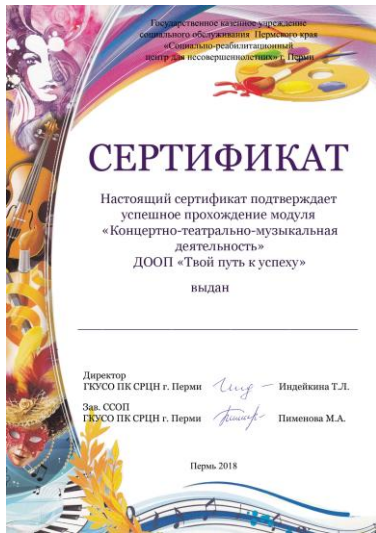 Государственное казенное учреждение
социального обслуживания Пермского края
«Социально-реабилитационный
центр для несовершеннолетних» г. Перми
СЕРТИФИКАТ
Настоящий сертификат подтверждает
успешное прохождение модуля
«Концертно-театрально-музыкальная
деятельность»
ДООП «Твой путь к успеху»
выдан
Директор
ГКУСО ПК СРЦН г. Перми Индейкина Т.Л.
Зав. ССОП
ГКУСО ПК СРЦН г. Перми Пименова М.А.
Пермь 2018